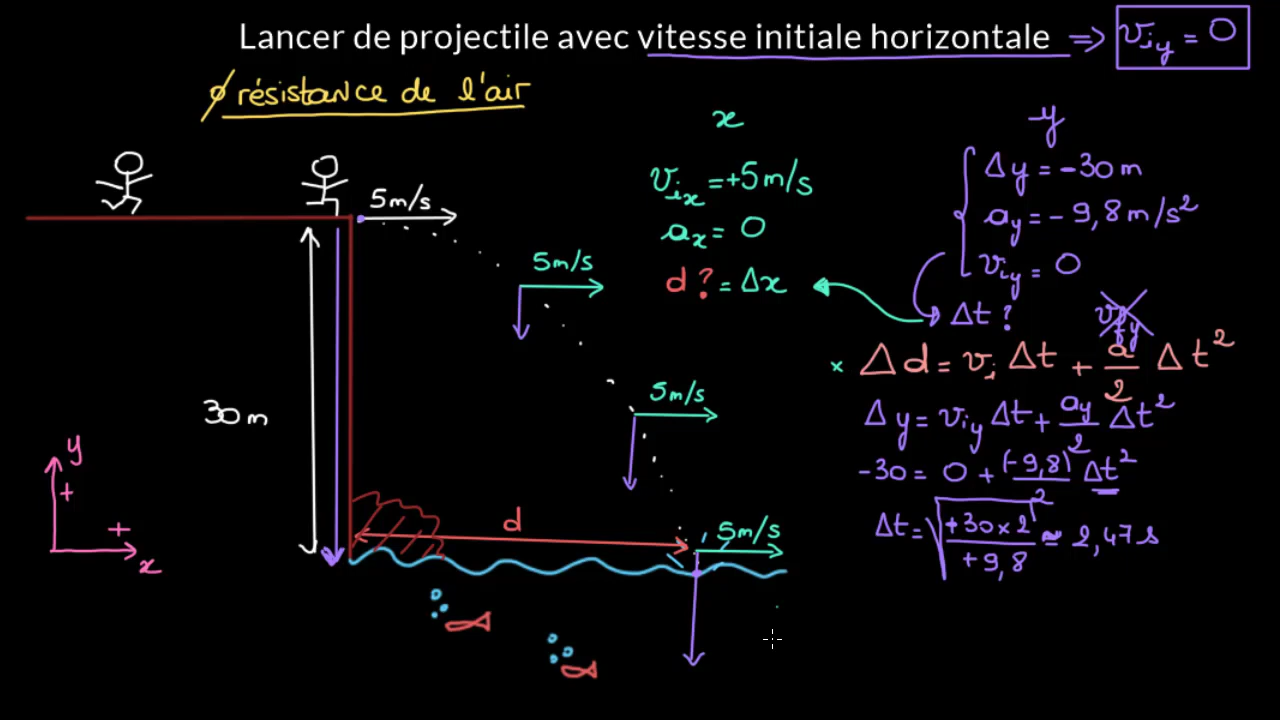 Lancer de projectile avec vitesse initiale horizontale => v_iy = 0
∅ résistance de l'air
x
y
5m/s
v_ix = +5m/s
a_x = 0
d ? = Δx
Δy = -30 m
a_y = - 9,8 m/s²
v_iy = 0
Δt ?
v_fy
5m/s
× Δd = v_i Δt + a/2 Δt²
5m/s
Δy = v_iy Δt + a_y/2 Δt²
30 m
-30 = 0 + (-9,8)/2 Δt²
Δt = √(+30 × 2 / +9,8) ≈ 2,47 s
y
+
+
x
d
5m/s